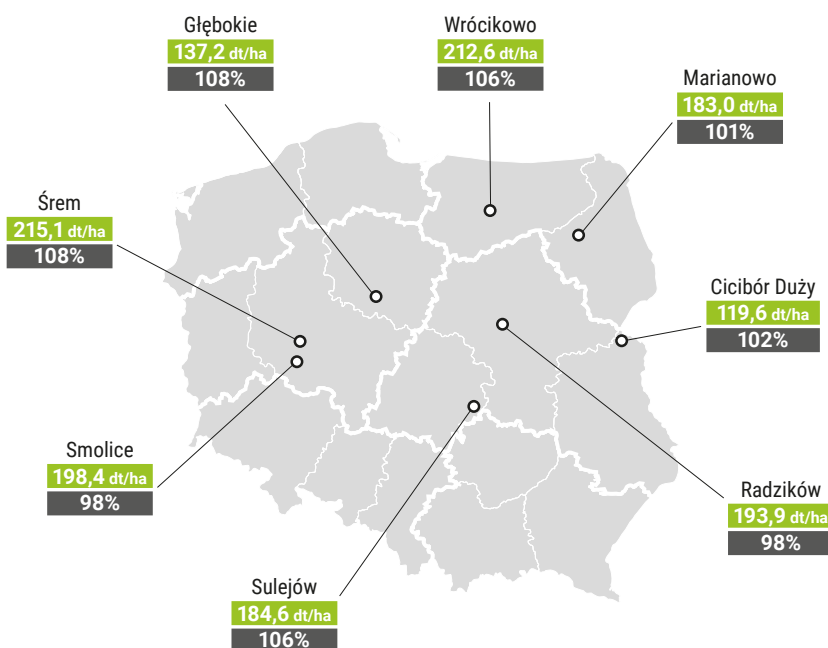 Głębokie
137,2 dt/ha
108%
Wrócikowo
212,6 dt/ha
106%
Marianowo
183,0 dt/ha
101%
Śrem
215,1 dt/ha
108%
Cicibór Duży
119,6 dt/ha
102%
Smolice
198,4 dt/ha
98%
Radzików
193,9 dt/ha
98%
Sulejów
184,6 dt/ha
106%